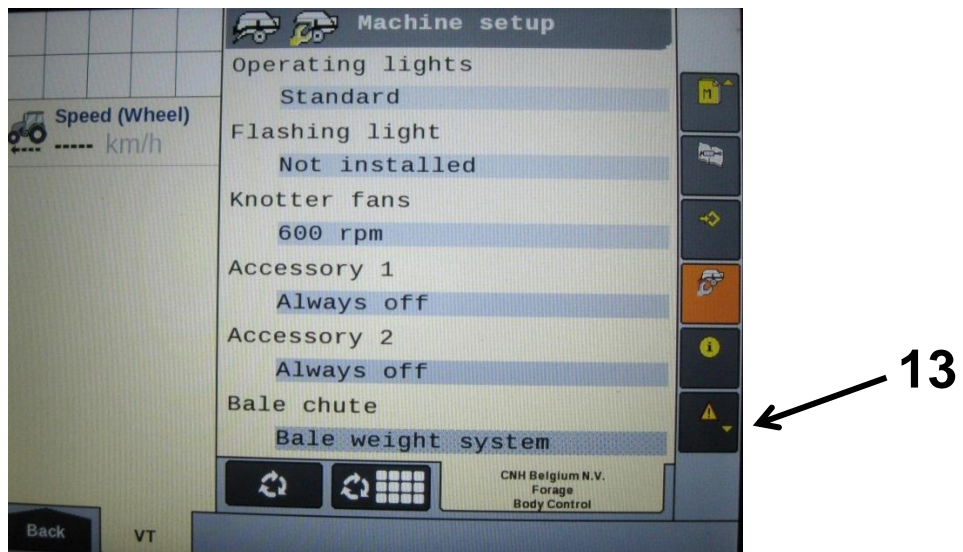 Machine setup
Operating lights
Standard
Speed (Wheel)
----- km/h
Flashing light
Not installed
Knotter fans
600 rpm
Accessory 1
Always off
Accessory 2
Always off
Bale chute
Bale weight system
CNH Belgium N.V.
Forage
Body Control
Back
VT
M
i
13